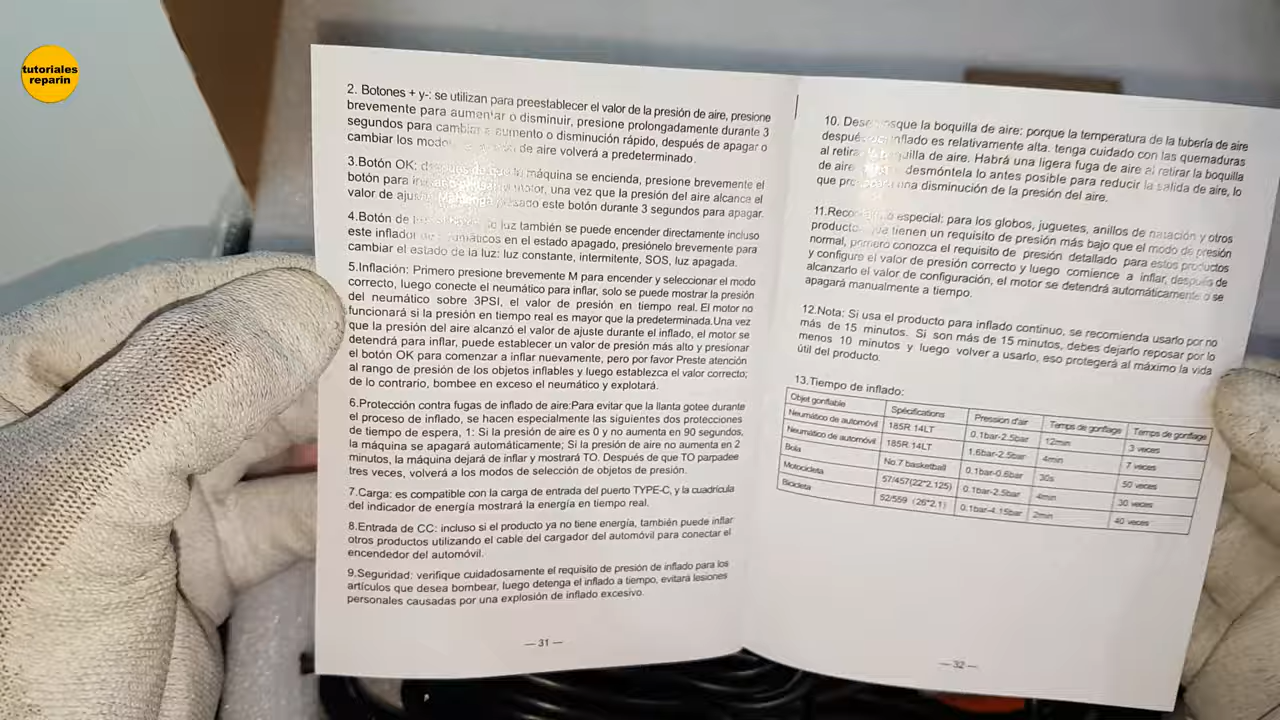 tutoriales
reparin
2. Botones + y-: se utilizan para preestablecer el valor de la presión de aire, presione
brevemente para aumentar o disminuir, presione prolongadamente durante 3
segundos para cambiar a aumento o disminución rápido, después de apagar o
cambiar los modo de aire volverá a predeterminado.
3.Botón OK: después de que la máquina se encienda, presione brevemente el
botón para motor, una vez que la presión del aire alcance el
valor de ajuste. Mantenga pulsado este botón durante 3 segundos para apagar.
4.Botón de luz también se puede encender directamente incluso
este inflador de neumáticos en el estado apagado, presiónelo brevemente para
cambiar el estado de la luz: luz constante, intermitente, SOS, luz apagada.
5.Inflación: Primero presione brevemente M para encender y seleccionar el modo
correcto, luego conecte el neumático para inflar, solo se puede mostrar la presión
del neumático sobre 3PSI, el valor de presión en tiempo real. El motor no
funcionará si la presión en tiempo real es mayor que la predeterminada.Una vez
que la presión del aire alcanzó el valor de ajuste durante el inflado, el motor se
detendrá para inflar, puede establecer un valor de presión más alto y presionar
el botón OK para comenzar a inflar nuevamente, pero por favor Preste atención
al rango de presión de los objetos inflables y luego establezca el valor correcto;
de lo contrario, bombee en exceso el neumático y explotará.
6.Protección contra fugas de inflado de aire:Para evitar que la llanta gotee durante
el proceso de inflado, se hacen especialmente las siguientes dos protecciones
de tiempo de espera, 1: Si la presión de aire es 0 y no aumenta en 90 segundos,
la máquina se apagará automáticamente; Si la presión de aire no aumenta en 2
minutos, la máquina dejará de inflar y mostrará TO. Después de que TO parpadee
tres veces, volverá a los modos de selección de objetos de presión.
7.Carga: es compatible con la carga de entrada del puerto TYPE-C, y la cuadrícula
del indicador de energía mostrará la energía en tiempo real.
8.Entrada de CC: incluso si el producto ya no tiene energía, también puede inflar
otros productos utilizando el cable del cargador del automóvil para conectar el
encendedor del automóvil.
9.Seguridad: verifique cuidadosamente el requisito de presión de inflado para los
artículos que desea bombear, luego detenga el inflado a tiempo, evitará lesiones
personales causadas por una explosión de inflado excesivo.
— 31 —
10. Desenrosque la boquilla de aire: porque la temperatura de la tubería de aire
después inflado es relativamente alta. tenga cuidado con las quemaduras
al retirar la boquilla de aire. Habrá una ligera fuga de aire al retirar la boquilla
de aire desmóntela lo antes posible para reducir la salida de aire, lo
que una disminución de la presión del aire.
11.Recordatorio especial: para los globos, juguetes, anillos de natación y otros
productos que tienen un requisito de presión más bajo que el modo de presión
normal, primero conozca el requisito de presión detallado para estos productos
y configure el valor de presión correcto y luego comience a inflar, después de
alcanzarlo el valor de configuración, el motor se detendrá automáticamente o se
apagará manualmente a tiempo.
12.Nota: Si usa el producto para inflado continuo, se recomienda usarlo por no
más de 15 minutos. Si son más de 15 minutos, debes dejarlo reposar por lo
menos 10 minutos y luego volver a usarlo, eso protegerá al máximo la vida
útil del producto.
13.Tiempo de inflado:
Objet gonflable Spécifications Pression d'air Temps de gonflage Temps de gonflage
Neumático de automóvil 185R 14LT 0.1bar-2.5bar 12min 3 veces
Neumático de automóvil 185R 14LT 1.6bar-2.5bar 4min 7 veces
Bola No.7 basketball 0.1bar-0.6bar 30s 50 veces
Motocicleta 57/457(22*2.125) 0.1bar-2.5bar 4min 30 veces
Bicicleta 52/559 (26*2.1) 0.1bar-4.15bar 2min 40 veces
— 32 —